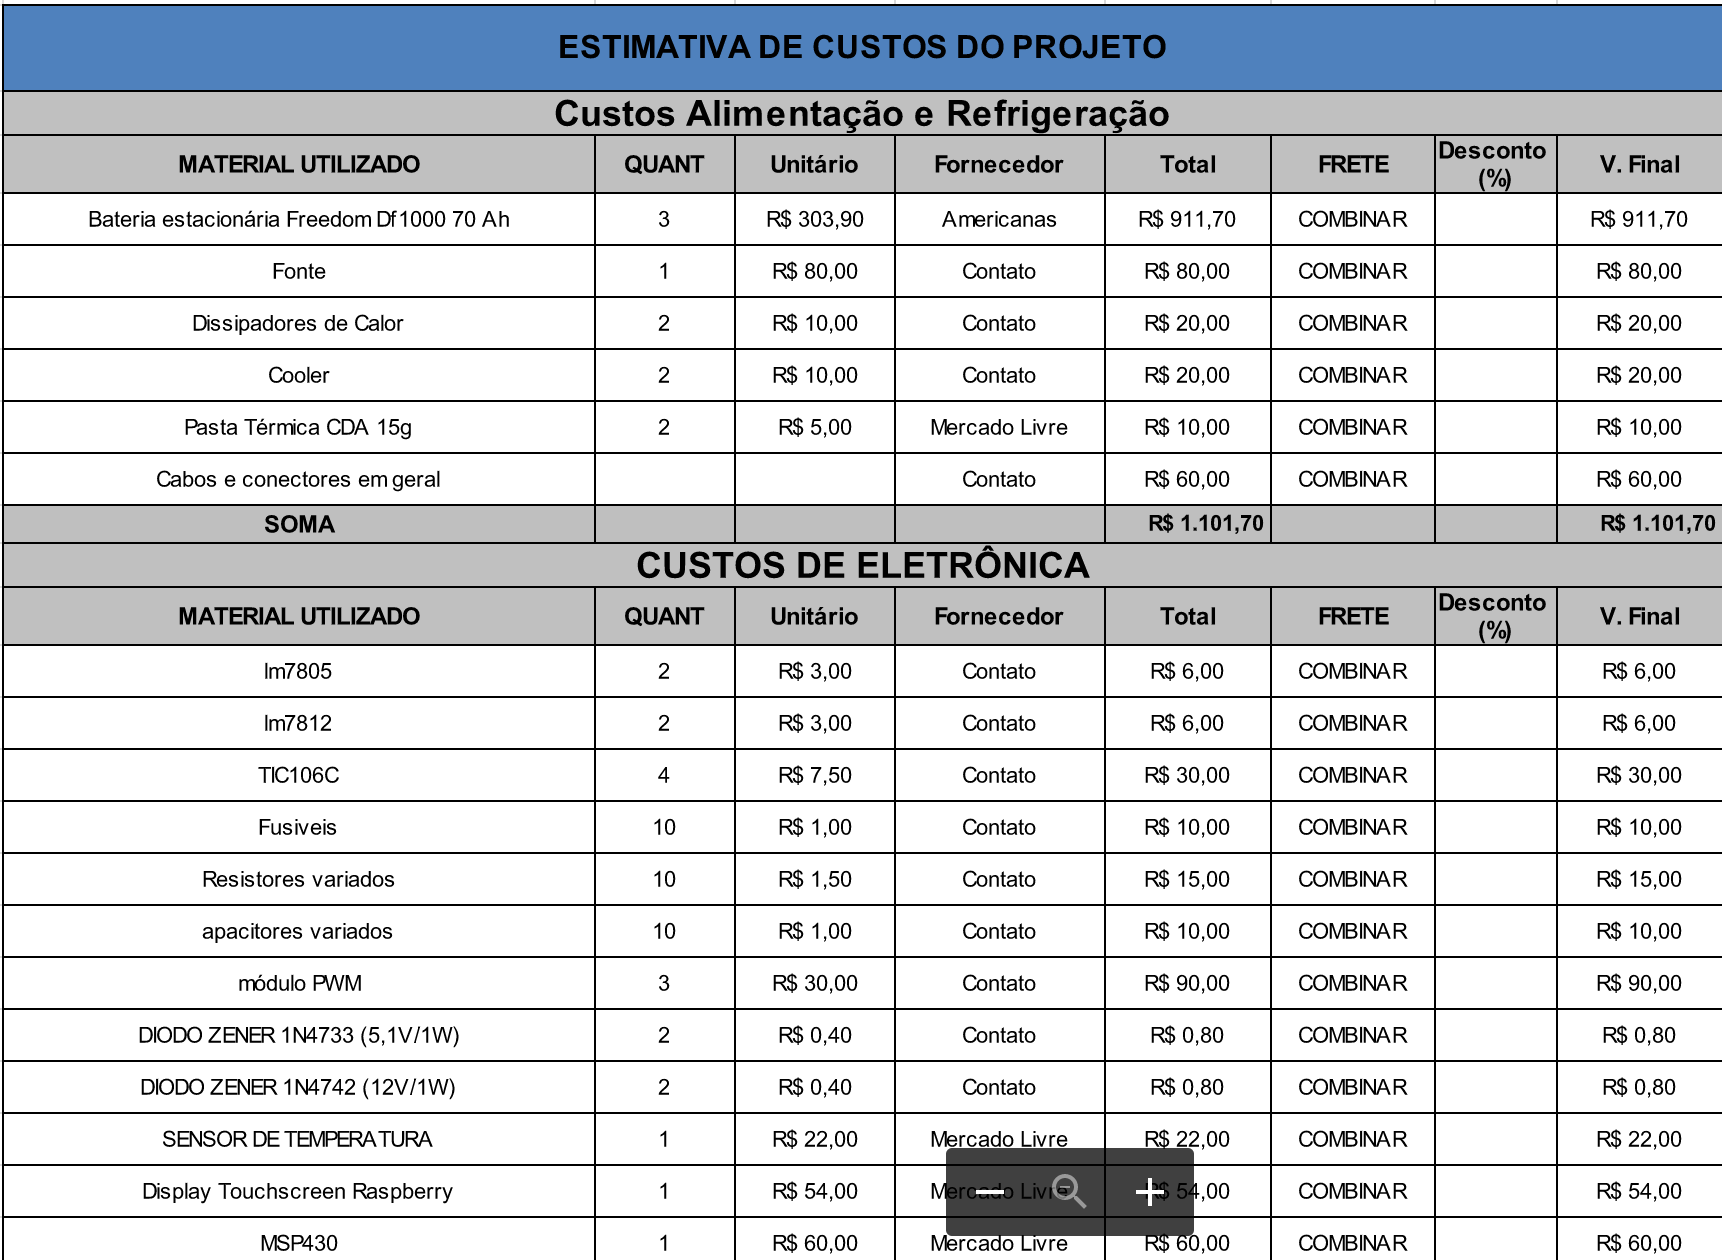 ESTIMATIVA DE CUSTOS DO PROJETO
Custos Alimentação e Refrigeração
MATERIAL UTILIZADO QUANT Unitário Fornecedor Total FRETE Desconto (%) V. Final
Bateria estacionária Freedom Df1000 70 Ah 3 R$ 303,90 Americanas R$ 911,70 COMBINAR R$ 911,70
Fonte 1 R$ 80,00 Contato R$ 80,00 COMBINAR R$ 80,00
Dissipadores de Calor 2 R$ 10,00 Contato R$ 20,00 COMBINAR R$ 20,00
Cooler 2 R$ 10,00 Contato R$ 20,00 COMBINAR R$ 20,00
Pasta Térmica CDA 15g 2 R$ 5,00 Mercado Livre R$ 10,00 COMBINAR R$ 10,00
Cabos e conectores em geral Contato R$ 60,00 COMBINAR R$ 60,00
SOMA R$ 1.101,70 R$ 1.101,70
CUSTOS DE ELETRÔNICA
MATERIAL UTILIZADO QUANT Unitário Fornecedor Total FRETE Desconto (%) V. Final
lm7805 2 R$ 3,00 Contato R$ 6,00 COMBINAR R$ 6,00
lm7812 2 R$ 3,00 Contato R$ 6,00 COMBINAR R$ 6,00
TIC106C 4 R$ 7,50 Contato R$ 30,00 COMBINAR R$ 30,00
Fusiveis 10 R$ 1,00 Contato R$ 10,00 COMBINAR R$ 10,00
Resistores variados 10 R$ 1,50 Contato R$ 15,00 COMBINAR R$ 15,00
apacitores variados 10 R$ 1,00 Contato R$ 10,00 COMBINAR R$ 10,00
módulo PWM 3 R$ 30,00 Contato R$ 90,00 COMBINAR R$ 90,00
DIODO ZENER 1N4733 (5,1V/1W) 2 R$ 0,40 Contato R$ 0,80 COMBINAR R$ 0,80
DIODO ZENER 1N4742 (12V/1W) 2 R$ 0,40 Contato R$ 0,80 COMBINAR R$ 0,80
SENSOR DE TEMPERATURA 1 R$ 22,00 Mercado Livre R$ 22,00 COMBINAR R$ 22,00
Display Touchscreen Raspberry 1 R$ 54,00 Mercado Livre R$ 54,00 COMBINAR R$ 54,00
MSP430 1 R$ 60,00 Mercado Livre R$ 60,00 COMBINAR R$ 60,00